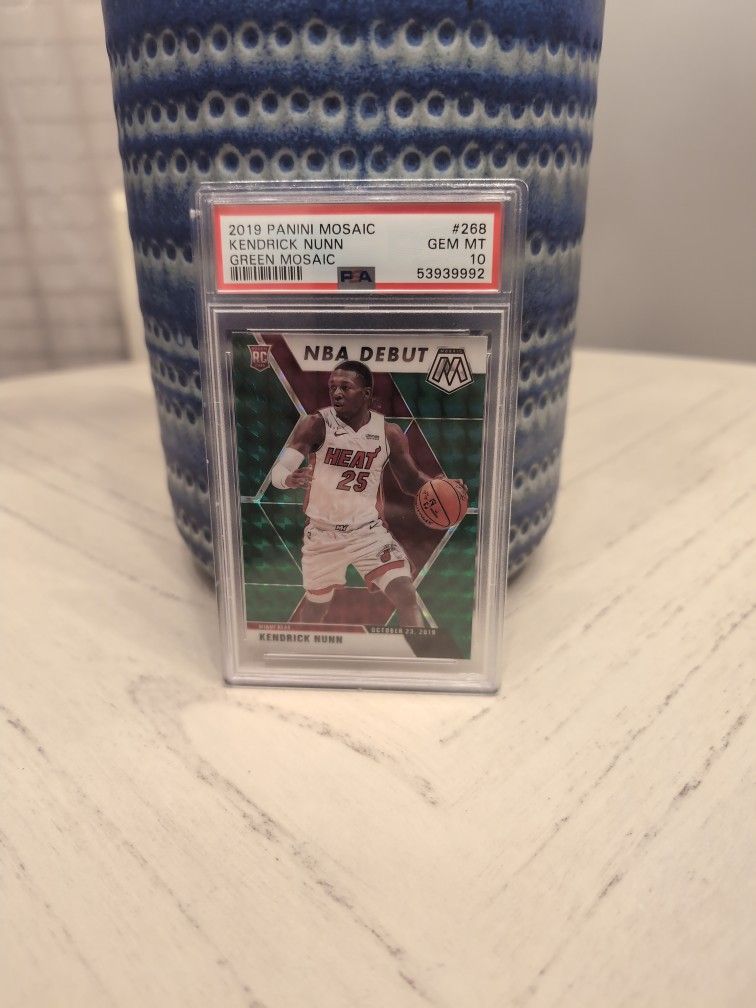 2019 PANINI MOSAIC #268
KENDRICK NUNN GEM MT
GREEN MOSAIC 10
PSA 53939992
RC
NBA DEBUT
MOSAIC
HEAT
25
MIAMI HEAT
OCTOBER 23, 2019
KENDRICK NUNN